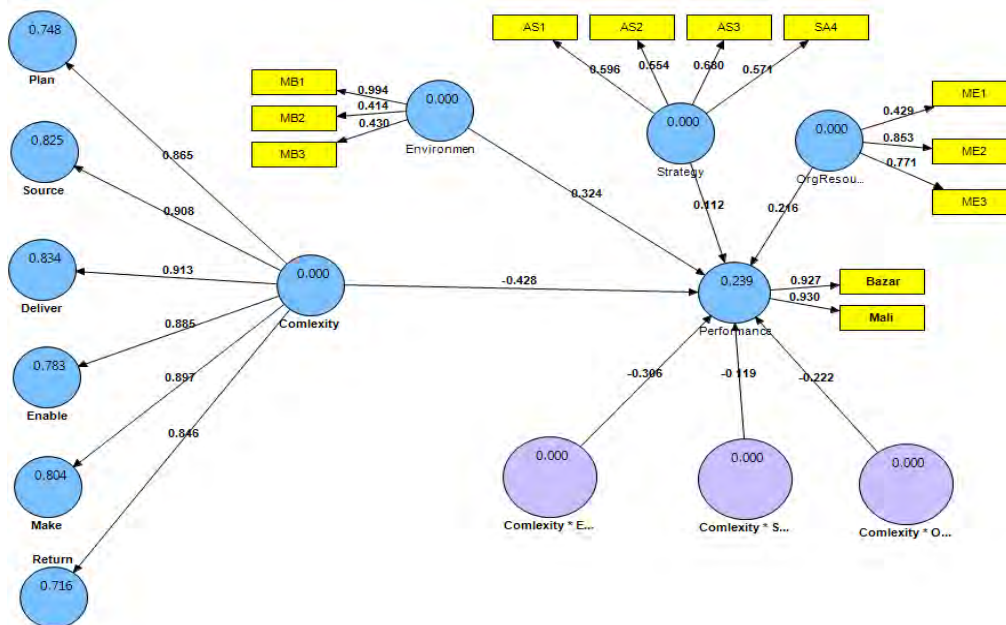 0.748
Plan
0.825
Source
0.834
Deliver
0.783
Enable
0.804
Make
Return
0.716
0.865
0.908
0.913
0.885
0.897
0.846
0.000
Comlexity
-0.428
MB1
MB2
MB3
0.994
0.414
0.430
0.000
Environmen
0.324
AS1
AS2
AS3
SA4
0.596
0.554
0.680
0.571
0.000
Strategy
0.112
0.000
OrgResou...
0.216
0.429
0.853
0.771
ME1
ME2
ME3
0.239
Performance
0.927
0.930
Bazar
Mali
-0.306
-0.119
-0.222
0.000
Comlexity * E...
0.000
Comlexity * S...
0.000
Comlexity * O...